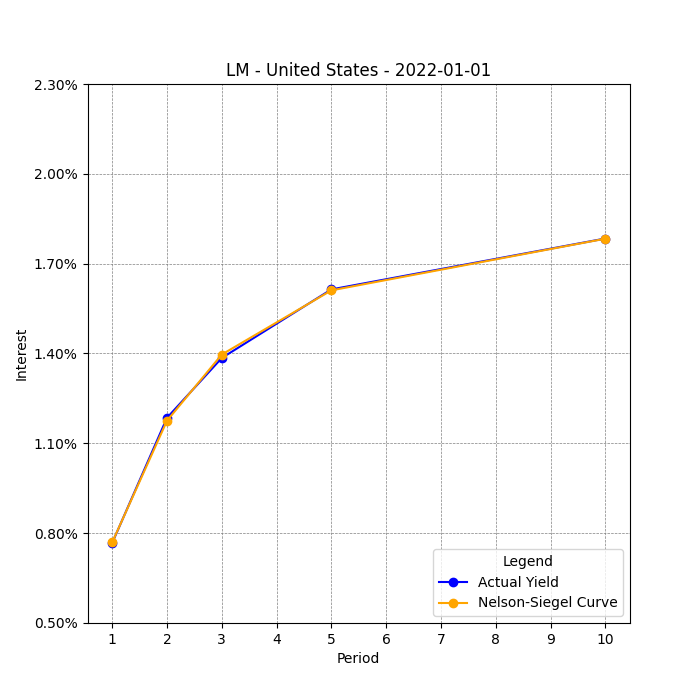 LM - United States - 2022-01-01
2.30%
2.00%
1.70%
1.40%
1.10%
0.80%
0.50%
Interest
1 2 3 4 5 6 7 8 9 10
Period
Legend
Actual Yield
Nelson-Siegel Curve